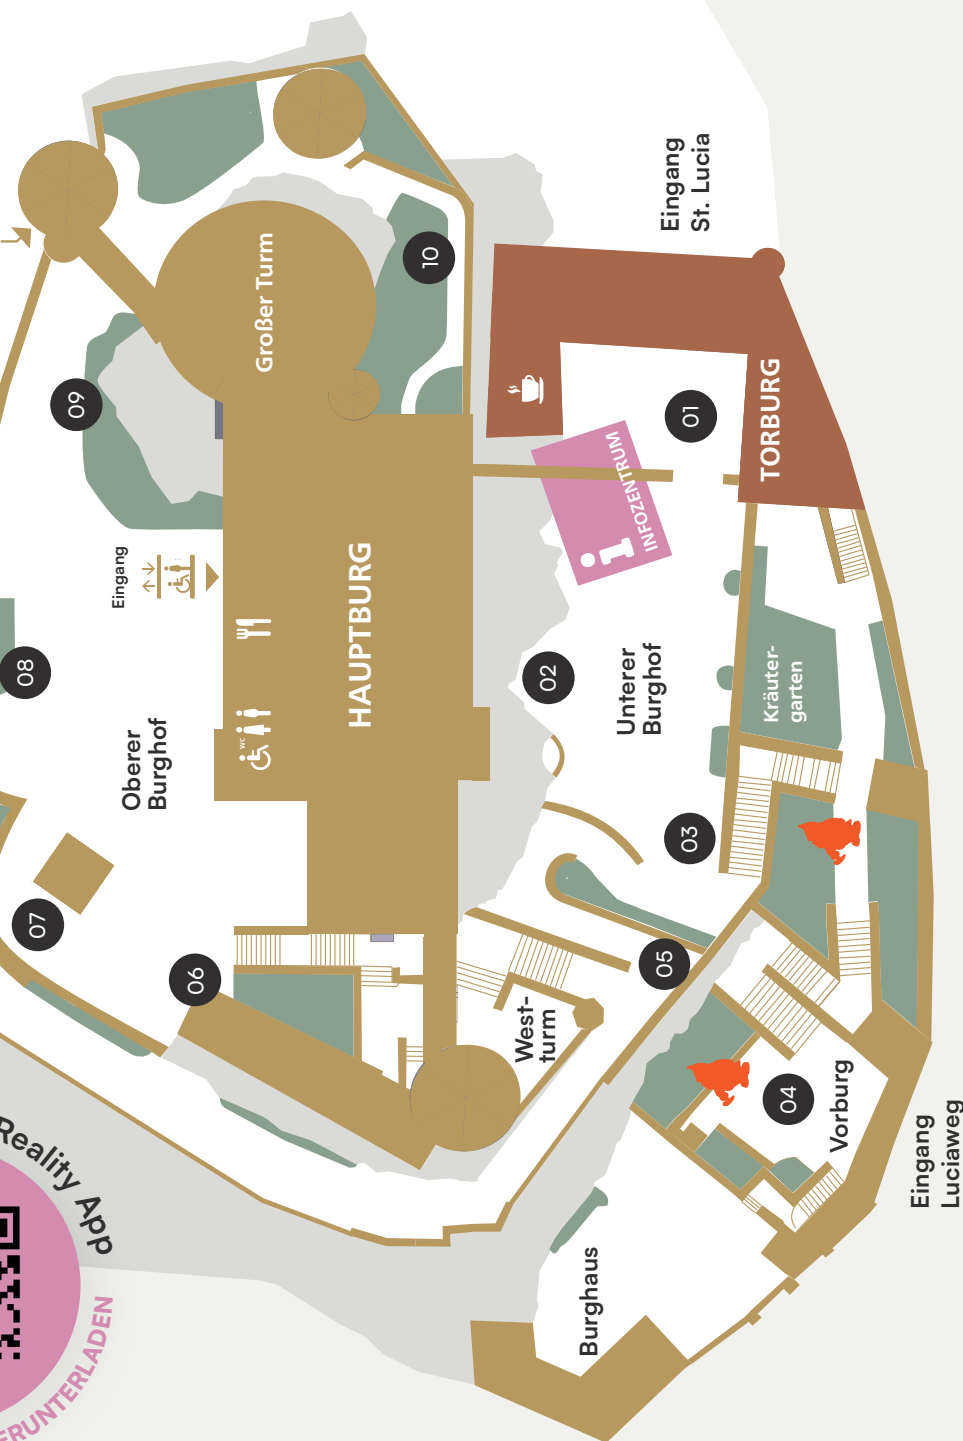 Eingang
St. Lucia
Großer Turm
10
09
01
TORBURG
INFOZENTRUM
Eingang
HAUPTBURG
08
02
Unterer
Burghof
Kräuter-
garten
WC
Oberer
Burghof
03
07
06
05
West-
turm
04
Vorburg
Eingang
Luciaweg
Burghaus
Reality App